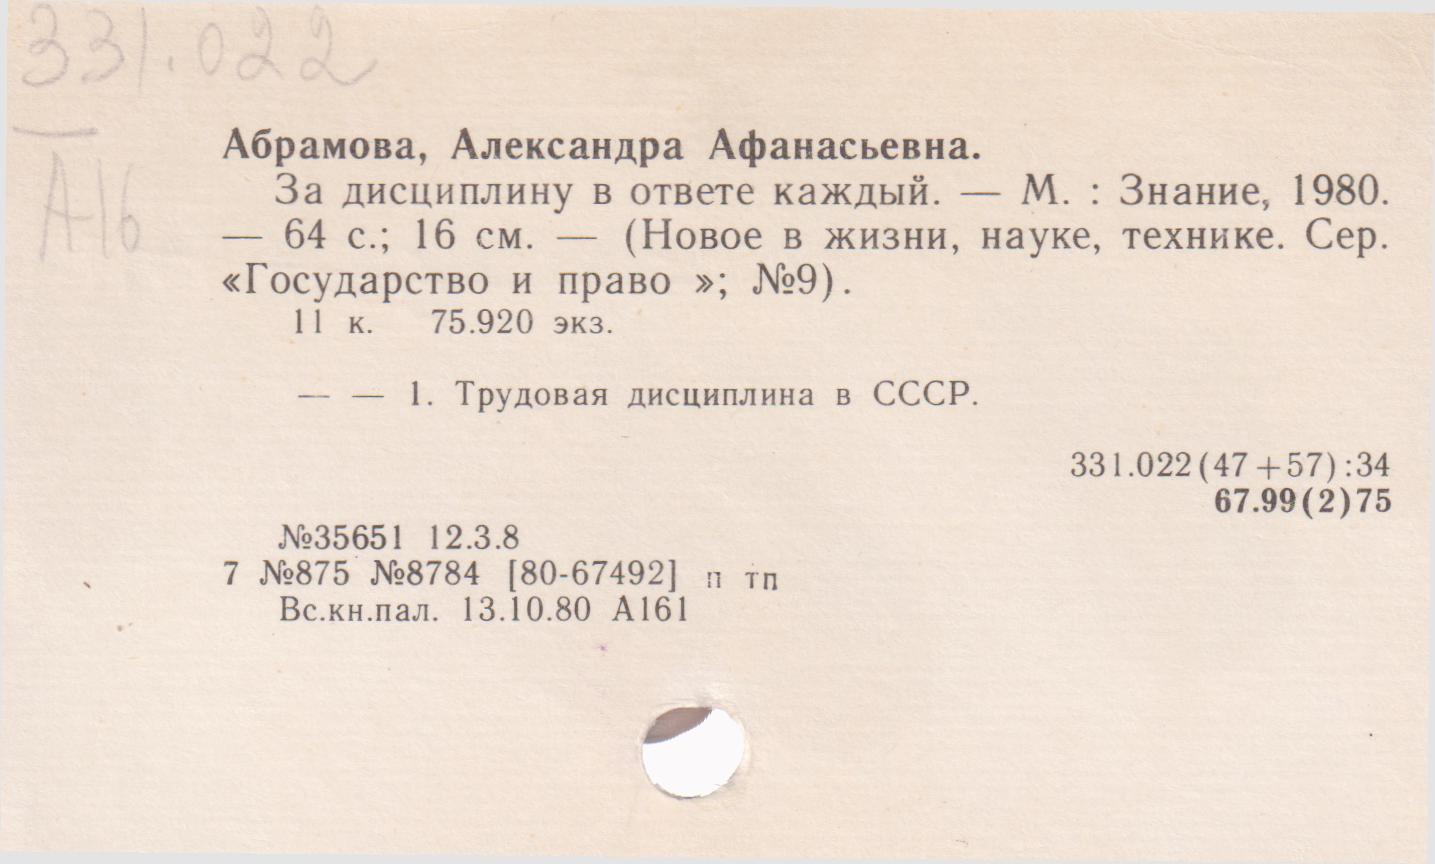 331.022
А16
Абрамова, Александра Афанасьевна.
За дисциплину в ответе каждый. — М. : Знание, 1980.
— 64 с.; 16 см. — (Новое в жизни, науке, технике. Сер.
«Государство и право »; №9).
11 к. 75.920 экз.
— — 1. Трудовая дисциплина в СССР.
331.022(47+57):34
67.99(2)75
№35651 12.3.8
7 №875 №8784 [80-67492] п тп
Вс.кн.пал. 13.10.80 А161